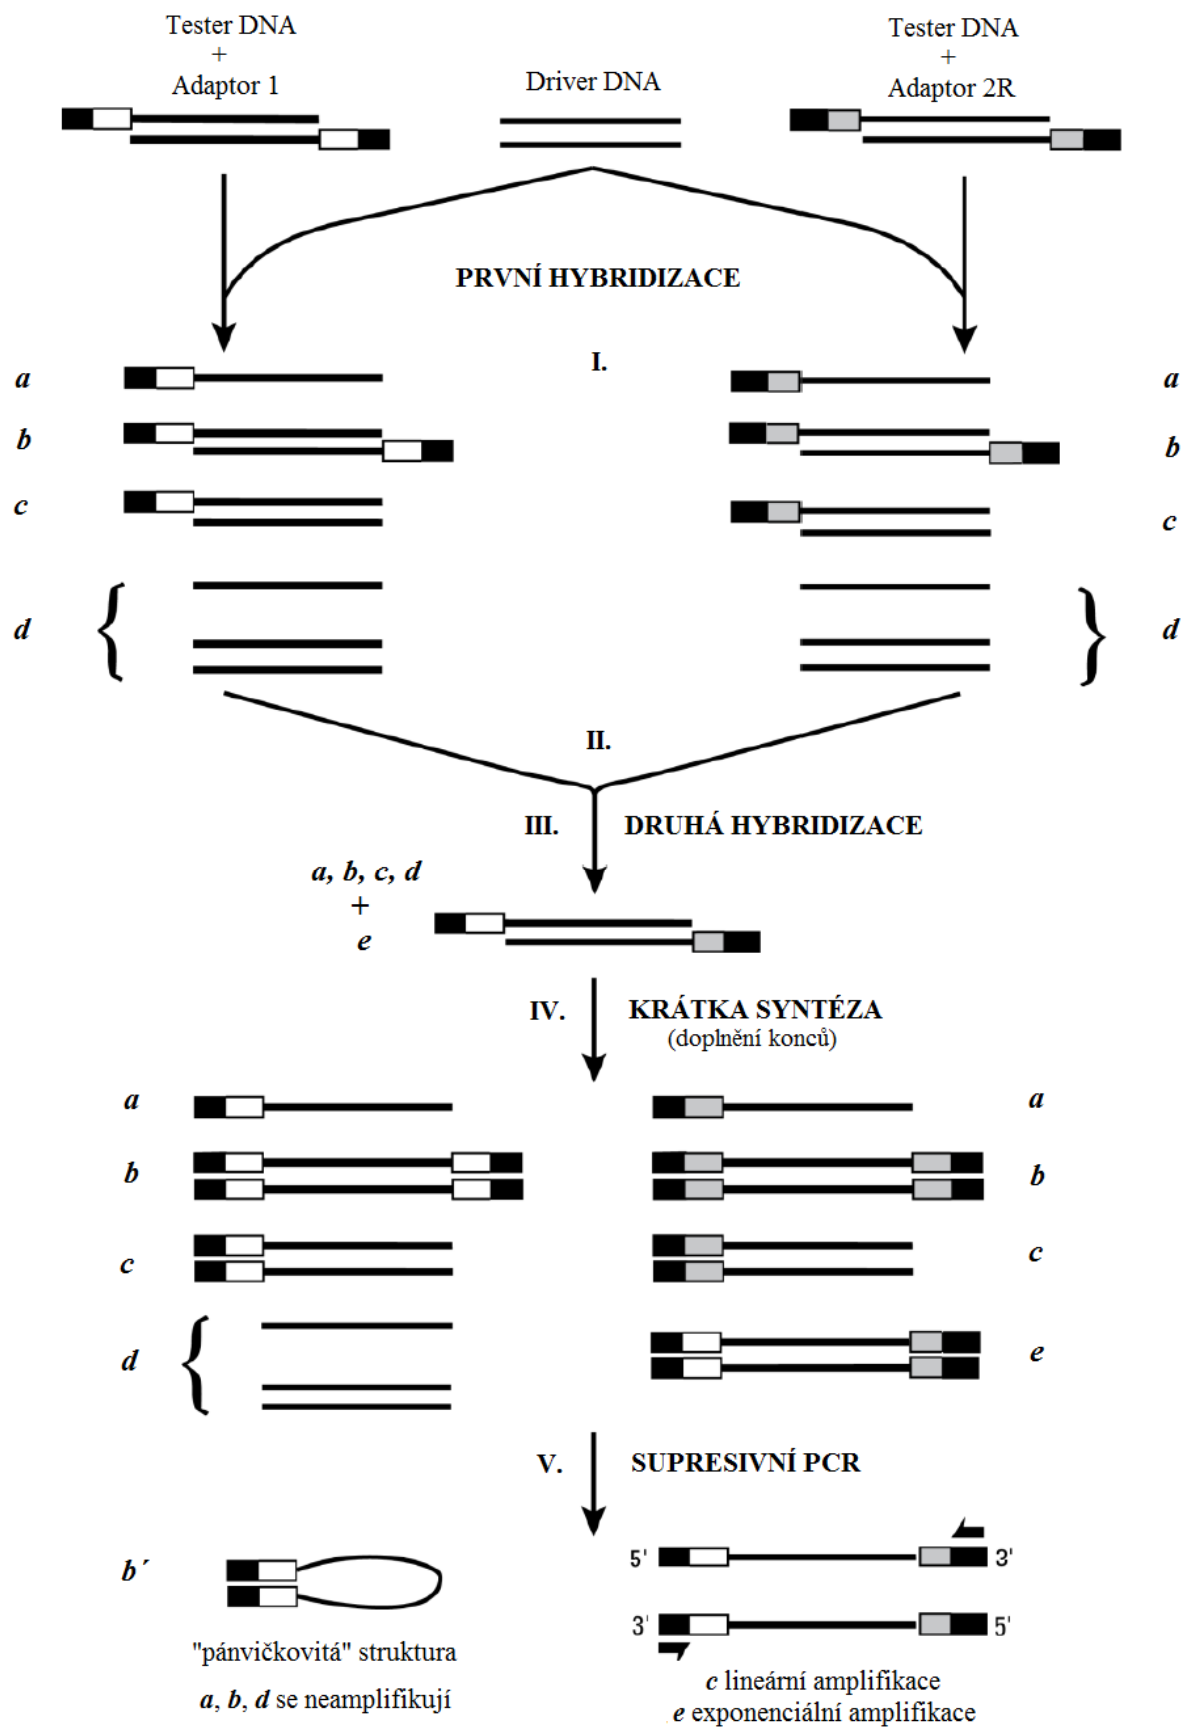 Tester DNA
+
Adaptor 1
Driver DNA
Tester DNA
+
Adaptor 2R
PRVNÍ HYBRIDIZACE
I.
a
a
b
b
c
c
d
d
II.
III.
DRUHÁ HYBRIDIZACE
a, b, c, d
+
e
IV.
KRÁTKA SYNTÉZA
(doplnění konců)
a
a
b
b
c
c
d
e
V.
SUPRESIVNÍ PCR
b´
5'
3'
3'
5'
"pánvičkovitá" struktura
a, b, d se neamplifikují
c lineární amplifikace
e exponenciální amplifikace